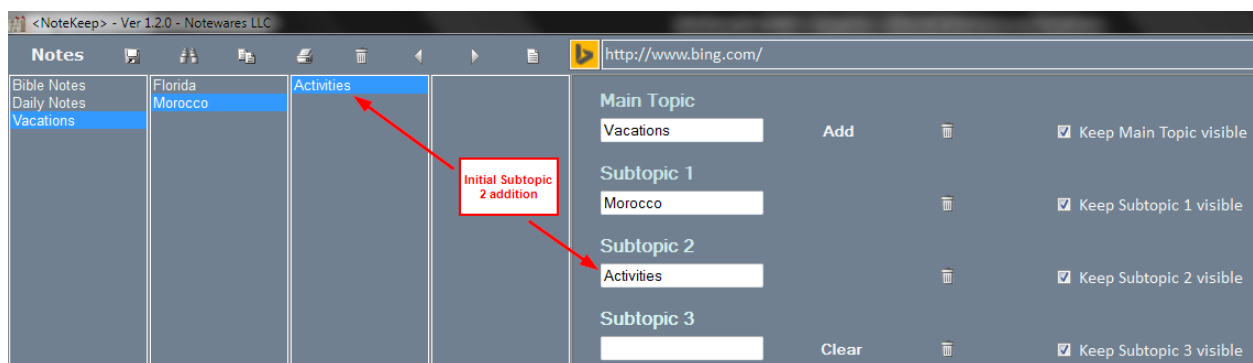 <NoteKeep> - Ver 1.2.0 - Notewares LLC
Notes
http://www.bing.com/
Bible Notes
Daily Notes
Vacations
Florida
Morocco
Activities
Initial Subtopic
2 addition
Main Topic
Vacations Add Keep Main Topic visible
Subtopic 1
Morocco Keep Subtopic 1 visible
Subtopic 2
Activities Keep Subtopic 2 visible
Subtopic 3
Clear Keep Subtopic 3 visible